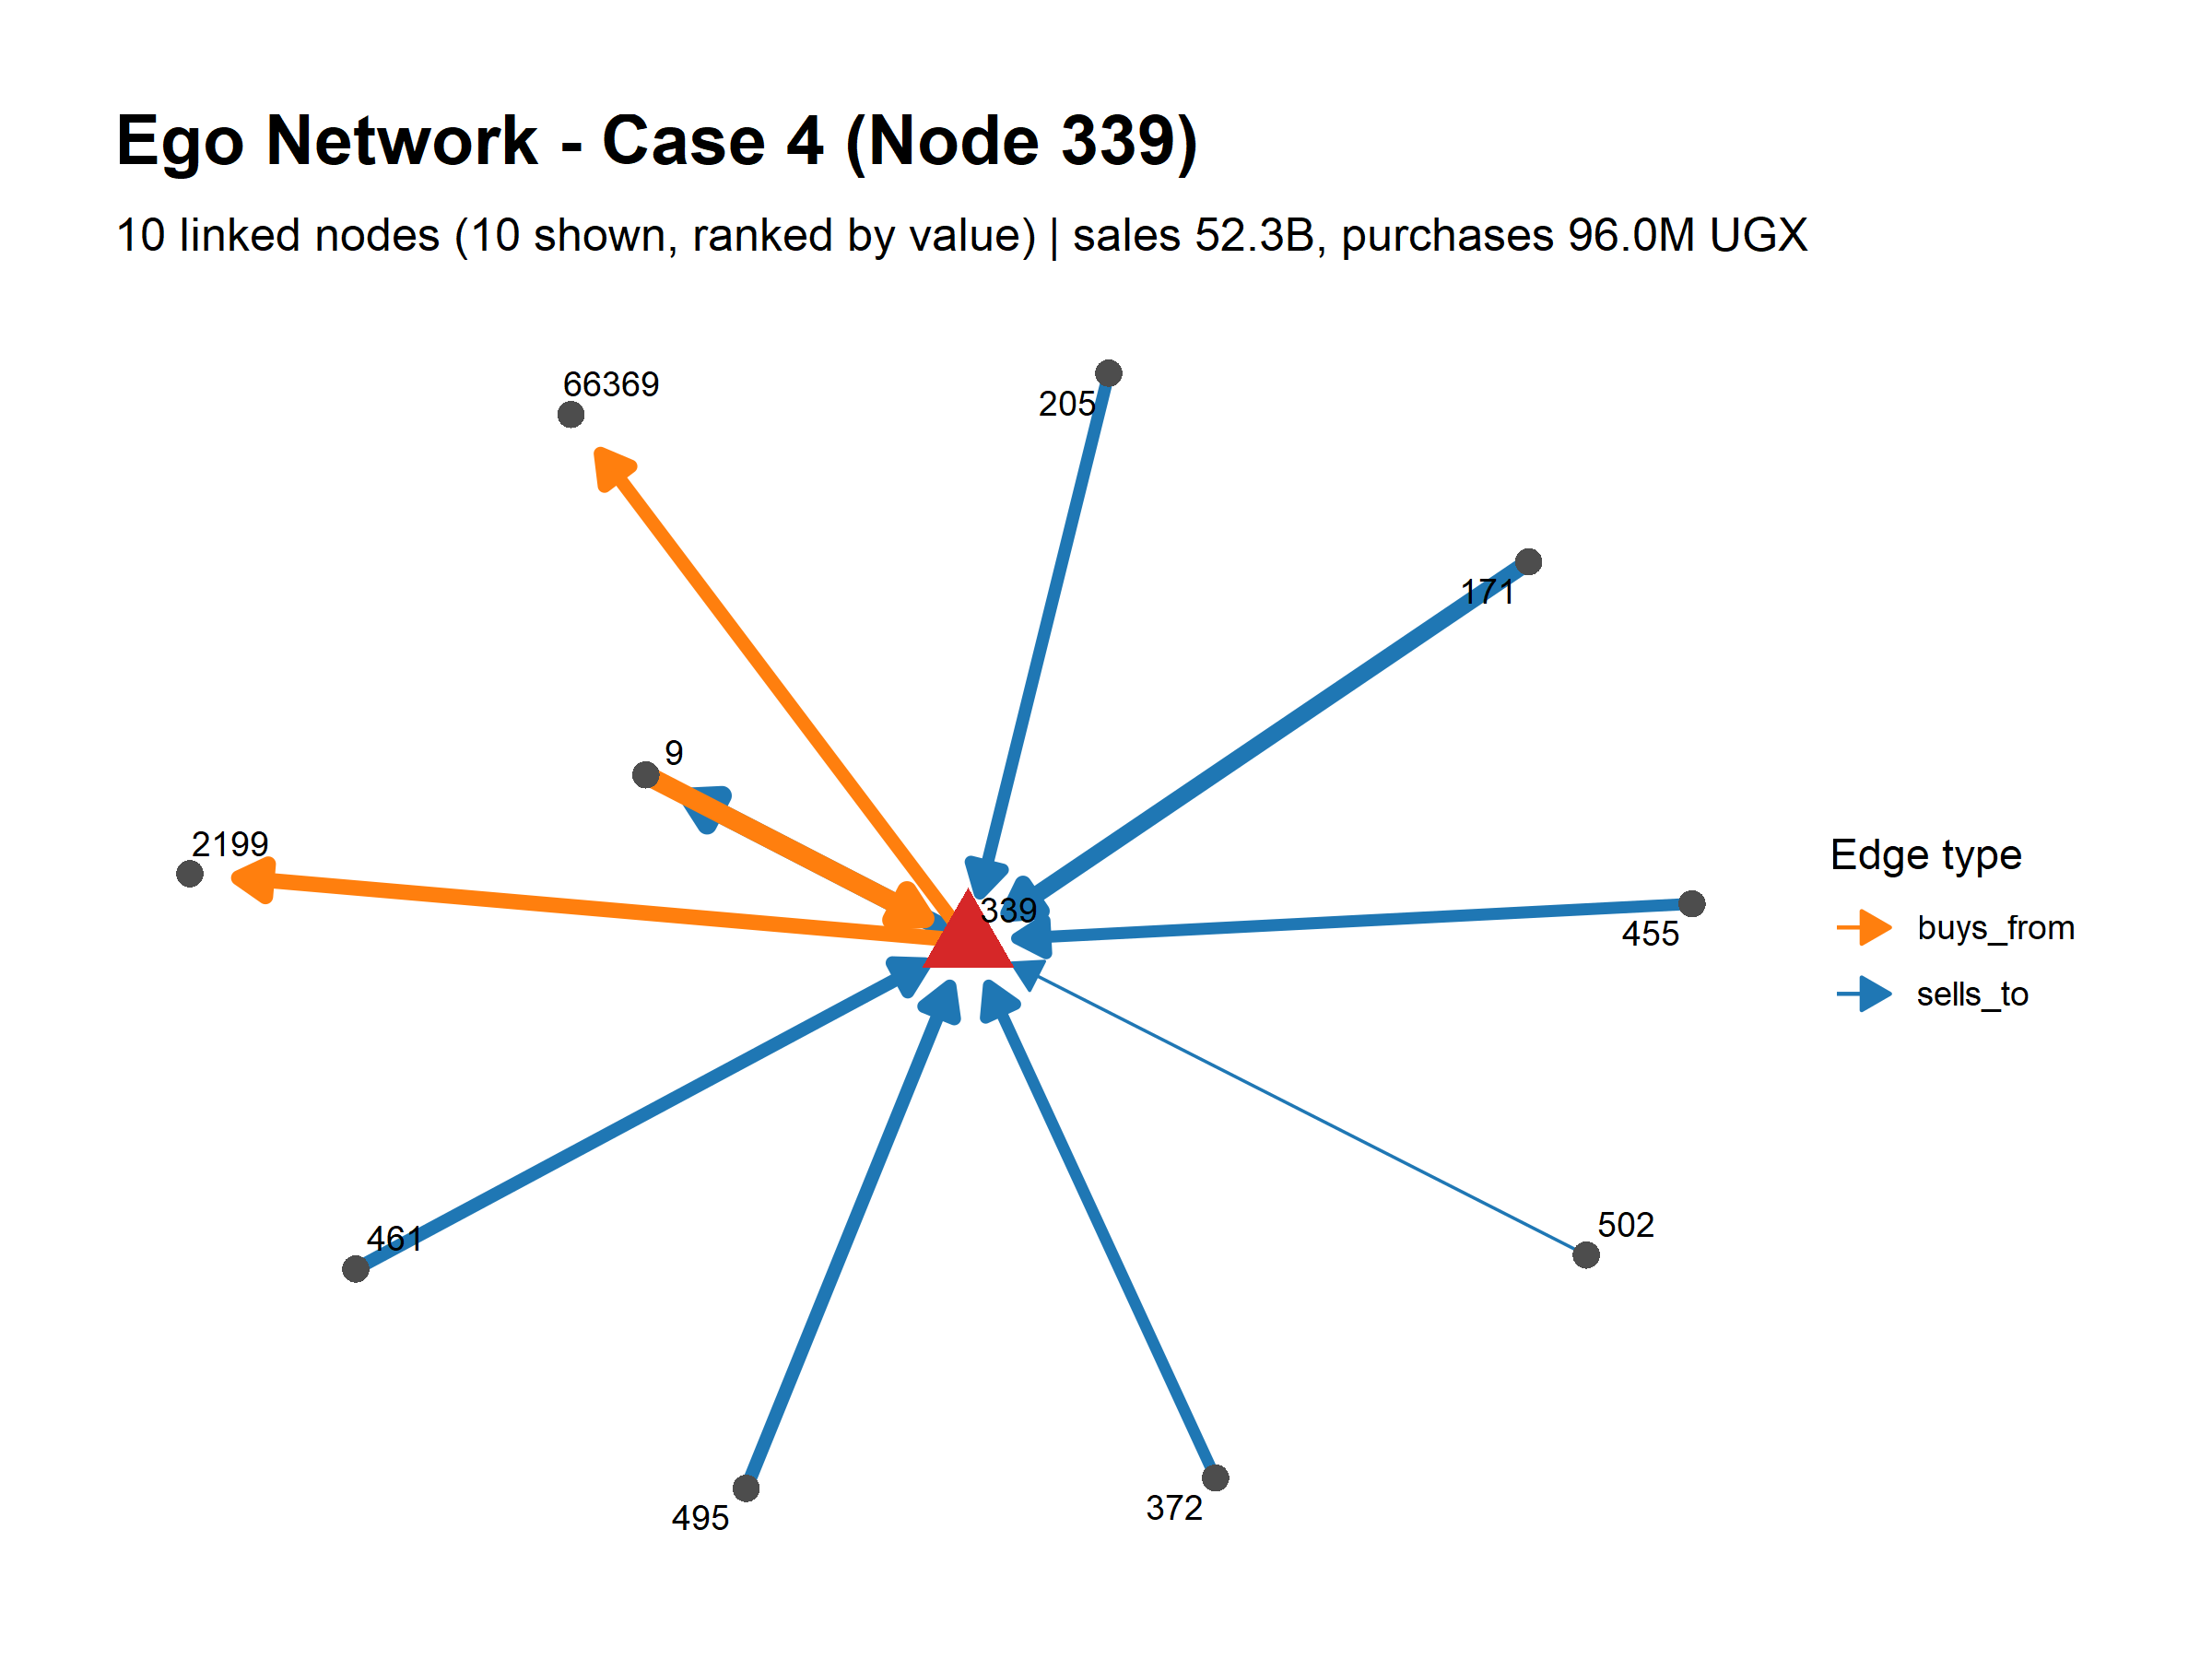 Ego Network - Case 4 (Node 339)
10 linked nodes (10 shown, ranked by value) | sales 52.3B, purchases 96.0M UGX
66369
205
171
9
2199
339
455
Edge type
buys_from
sells_to
461
502
495
372